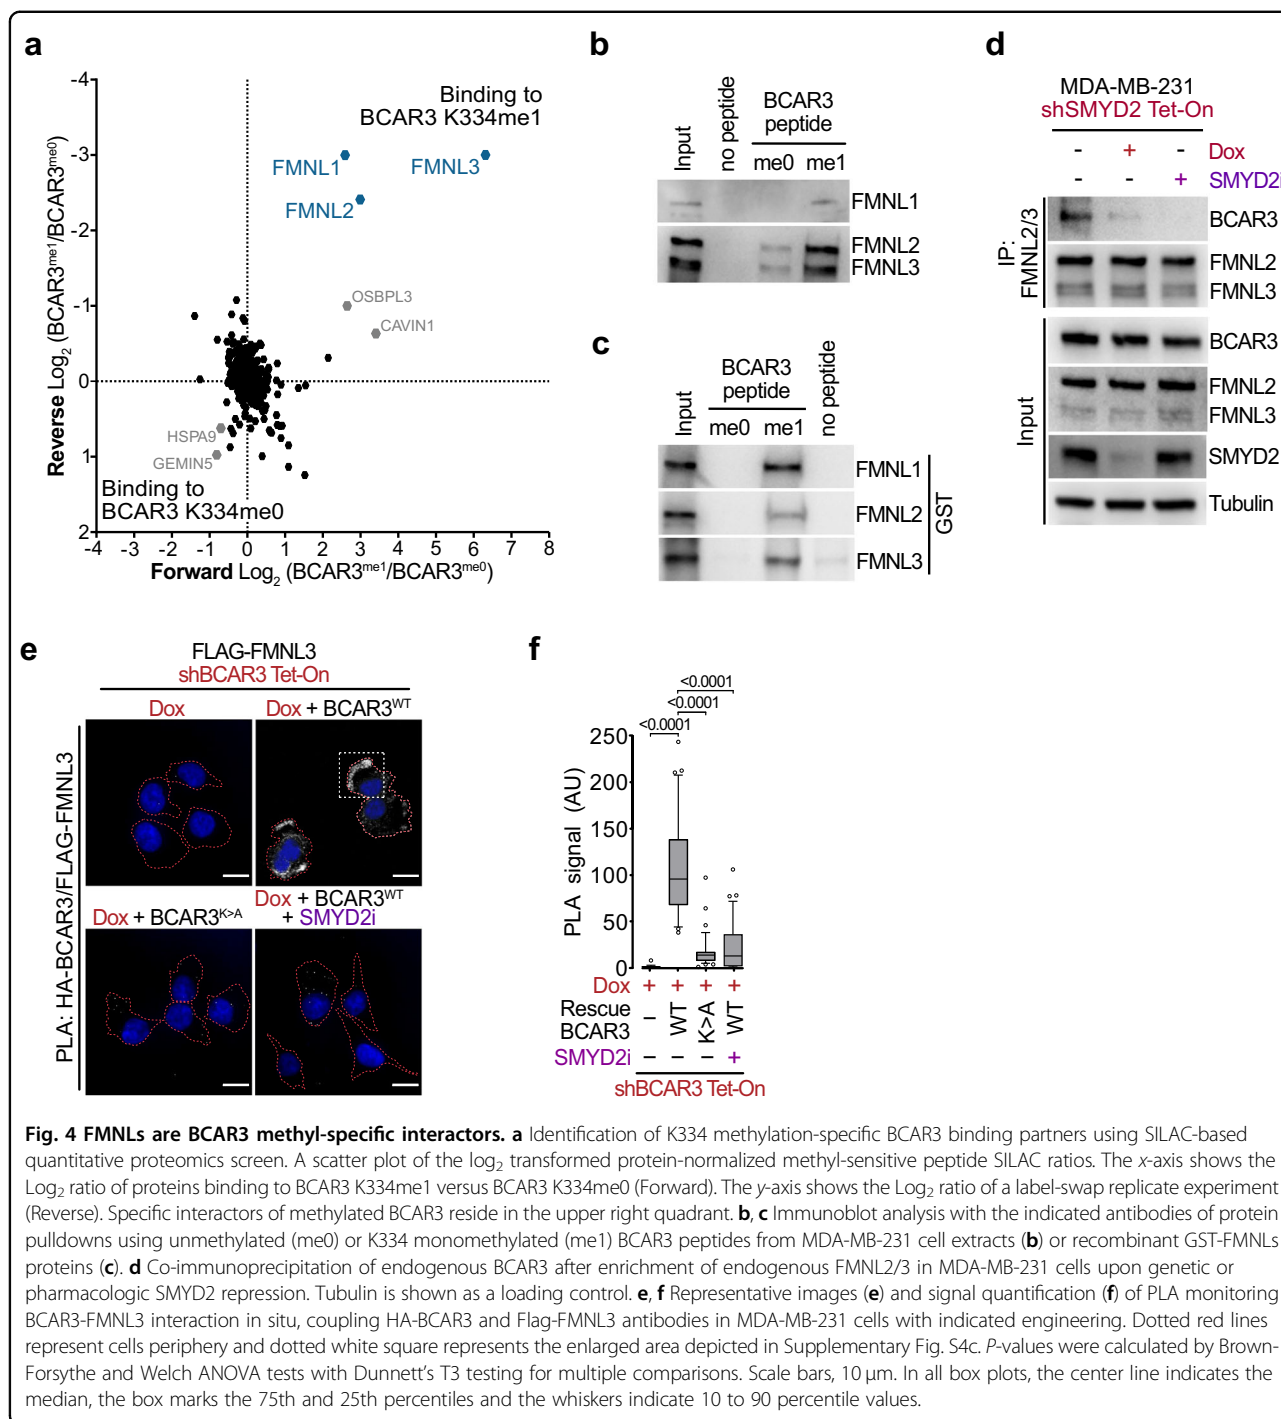 a
-4
-3
-2
-1
0
1
2
Reverse Log2 (BCAR3me1/BCAR3me0)
Binding to
BCAR3 K334me1
FMNL1
FMNL3
FMNL2
OSBPL3
CAVIN1
HSPA9
GEMIN5
Binding to
BCAR3 K334me0
-4 -3 -2 -1 0 1 2 3 4 5 6 7 8
Forward Log2 (BCAR3me1/BCAR3me0)
b
Input
no peptide
BCAR3
peptide
me0 me1
FMNL1
FMNL2
FMNL3
c
Input
BCAR3
peptide
me0 me1
no peptide
FMNL1
FMNL2
FMNL3
GST
d
MDA-MB-231
shSMYD2 Tet-On
- + - Dox
- - + SMYD2i
IP:
FMNL2/3
BCAR3
FMNL2
FMNL3
Input
BCAR3
FMNL2
FMNL3
SMYD2
Tubulin
e
FLAG-FMNL3
shBCAR3 Tet-On
Dox
Dox + BCAR3WT
PLA: HA-BCAR3/FLAG-FMNL3
Dox + BCAR3K>A
Dox + BCAR3WT
+ SMYD2i
f
<0.0001
<0.0001
<0.0001
PLA signal (AU)
250
200
150
100
50
0
Dox + + + +
Rescue
BCAR3
– WT K>A WT
SMYD2i – – – +
shBCAR3 Tet-On
Fig. 4 FMNLs are BCAR3 methyl-specific interactors. a Identification of K334 methylation-specific BCAR3 binding partners using SILAC-based
quantitative proteomics screen. A scatter plot of the log2 transformed protein-normalized methyl-sensitive peptide SILAC ratios. The x-axis shows the
Log2 ratio of proteins binding to BCAR3 K334me1 versus BCAR3 K334me0 (Forward). The y-axis shows the Log2 ratio of a label-swap replicate experiment
(Reverse). Specific interactors of methylated BCAR3 reside in the upper right quadrant. b, c Immunoblot analysis with the indicated antibodies of protein
pulldowns using unmethylated (me0) or K334 monomethylated (me1) BCAR3 peptides from MDA-MB-231 cell extracts (b) or recombinant GST-FMNLs
proteins (c). d Co-immunoprecipitation of endogenous BCAR3 after enrichment of endogenous FMNL2/3 in MDA-MB-231 cells upon genetic or
pharmacologic SMYD2 repression. Tubulin is shown as a loading control. e, f Representative images (e) and signal quantification (f) of PLA monitoring
BCAR3-FMNL3 interaction in situ, coupling HA-BCAR3 and Flag-FMNL3 antibodies in MDA-MB-231 cells with indicated engineering. Dotted red lines
represent cells periphery and dotted white square represents the enlarged area depicted in Supplementary Fig. S4c. P-values were calculated by Brown-
Forsythe and Welch ANOVA tests with Dunnett's T3 testing for multiple comparisons. Scale bars, 10 µm. In all box plots, the center line indicates the
median, the box marks the 75th and 25th percentiles and the whiskers indicate 10 to 90 percentile values.